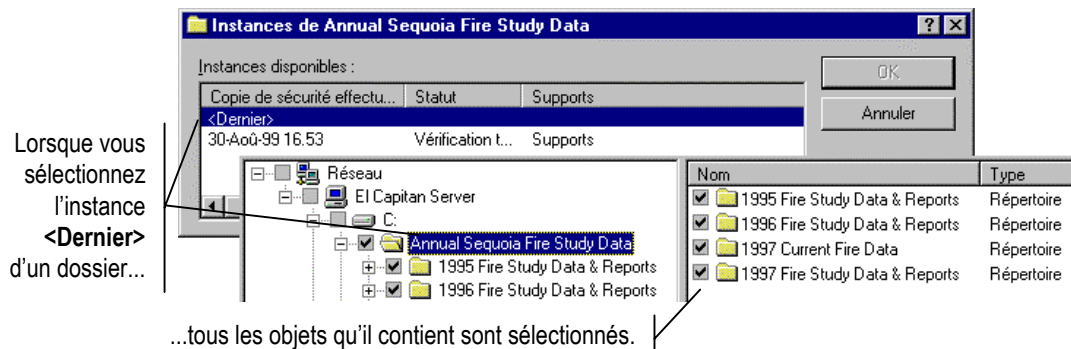 Instances de Annual Sequoia Fire Study Data
Instances disponibles :
OK
Annuler
Copie de sécurité effectu... Statut Supports
<Dernier>
30-Aoû-99 16.53 Vérification t... Supports
Lorsque vous
sélectionnez
l'instance
<Dernier>
d'un dossier...
Réseau
El Capitan Server
C:
Annual Sequoia Fire Study Data
1995 Fire Study Data & Reports
1996 Fire Study Data & Reports
Nom Type
1995 Fire Study Data & Reports Répertoire
1996 Fire Study Data & Reports Répertoire
1997 Current Fire Data Répertoire
1997 Fire Study Data & Reports Répertoire
...tous les objets qu'il contient sont sélectionnés.